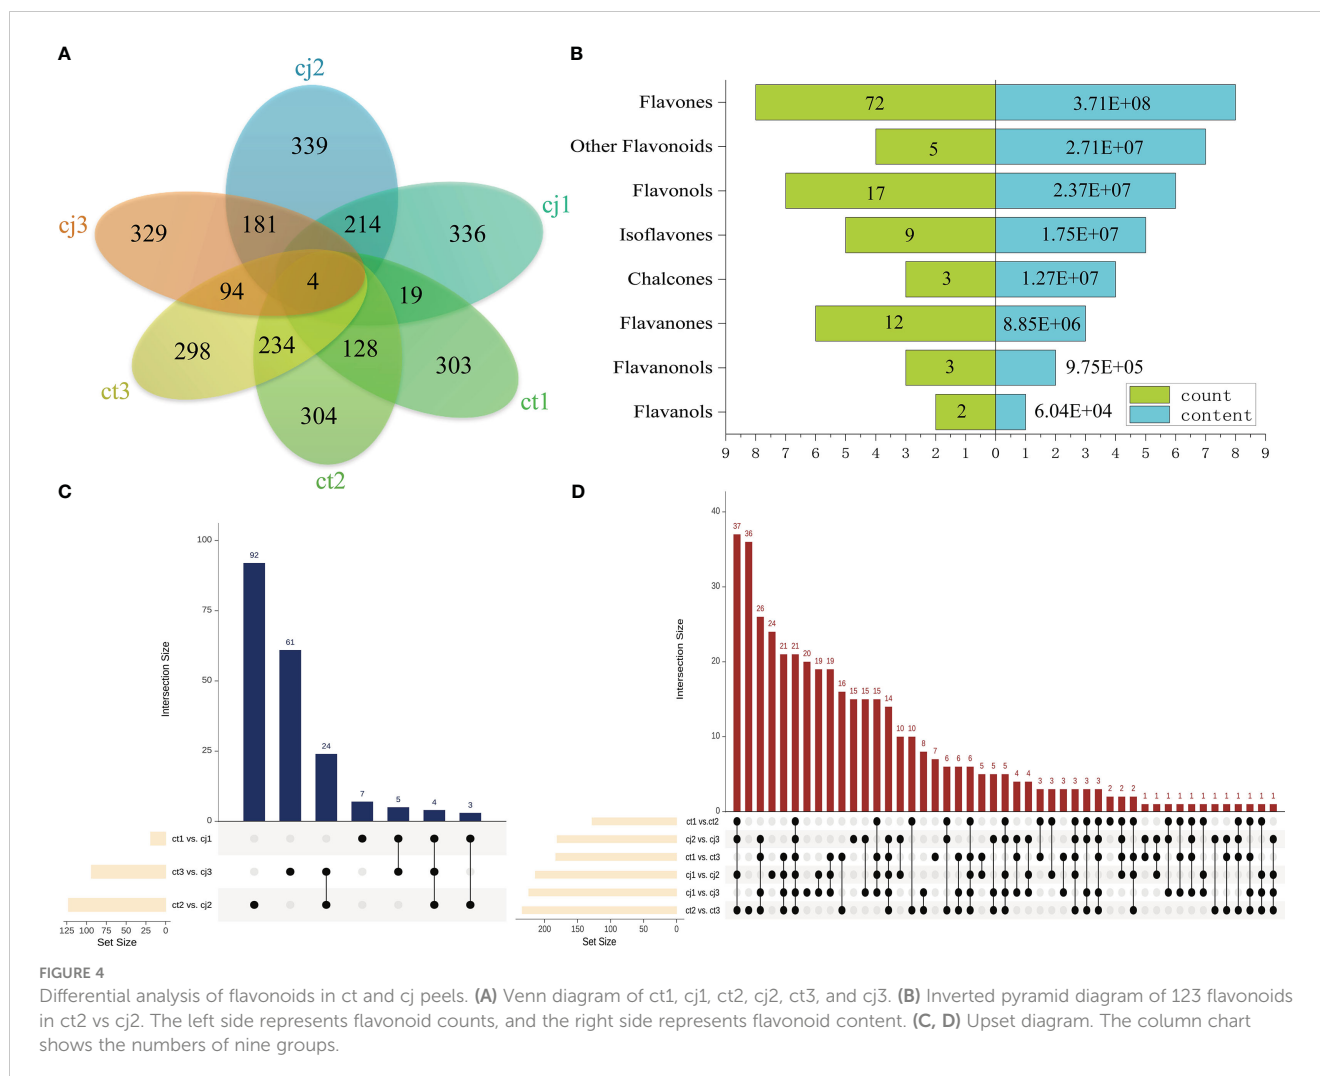 A
cj2
339
cj3
329
181
214
336
cj1
94
4
19
298
234
128
303
ct3
304
ct1
ct2
B
Flavones 72 3.71E+08
Other Flavonoids 5 2.71E+07
Flavonols 17 2.37E+07
Isoflavones 9 1.75E+07
Chalcones 3 1.27E+07
Flavanones 12 8.85E+06
Flavanonols 3 9.75E+05
Flavanols 2 6.04E+04
count
content
9 8 7 6 5 4 3 2 1 0 1 2 3 4 5 6 7 8 9
C
Intersection Size
100
75
50
25
0
92 61 24 7 5 4 3
ct1 vs. cj1
ct3 vs. cj3
ct2 vs. cj2
125 100 75 50 25 0
Set Size
D
Intersection Size
40
30
20
10
0
37 36 26 24 21 21 20 19 19 16 15 15 15 14 10 10 8 7 6 6 6 5 5 5 4 4 3 3 3 3 3 3 2 2 2 1 1 1 1 1 1 1 1 1 1 1 1
ct1 vs.ct2
cj2 vs. cj3
ct1 vs. ct3
cj1 vs. cj2
cj1 vs. cj3
ct2 vs. ct3
200 150 100 50 0
Set Size
FIGURE 4
Differential analysis of flavonoids in ct and cj peels. (A) Venn diagram of ct1, cj1, ct2, cj2, ct3, and cj3. (B) Inverted pyramid diagram of 123 flavonoids
in ct2 vs cj2. The left side represents flavonoid counts, and the right side represents flavonoid content. (C, D) Upset diagram. The column chart
shows the numbers of nine groups.